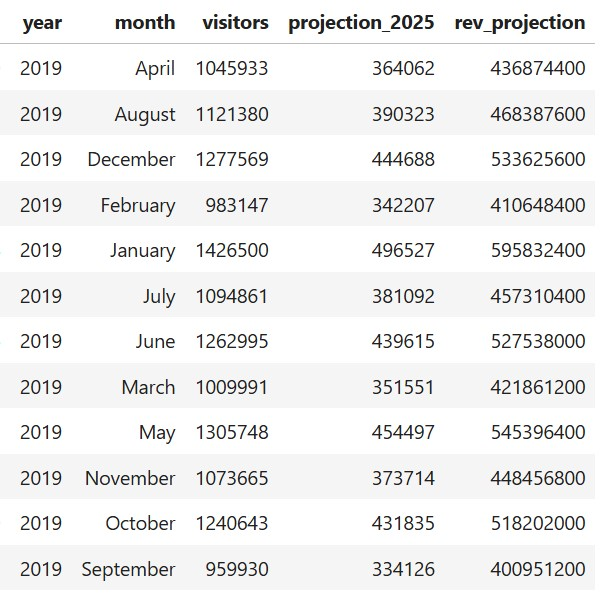 year month visitors projection_2025 rev_projection
2019 April 1045933 364062 436874400
2019 August 1121380 390323 468387600
2019 December 1277569 444688 533625600
2019 February 983147 342207 410648400
2019 January 1426500 496527 595832400
2019 July 1094861 381092 457310400
2019 June 1262995 439615 527538000
2019 March 1009991 351551 421861200
2019 May 1305748 454497 545396400
2019 November 1073665 373714 448456800
2019 October 1240643 431835 518202000
2019 September 959930 334126 400951200